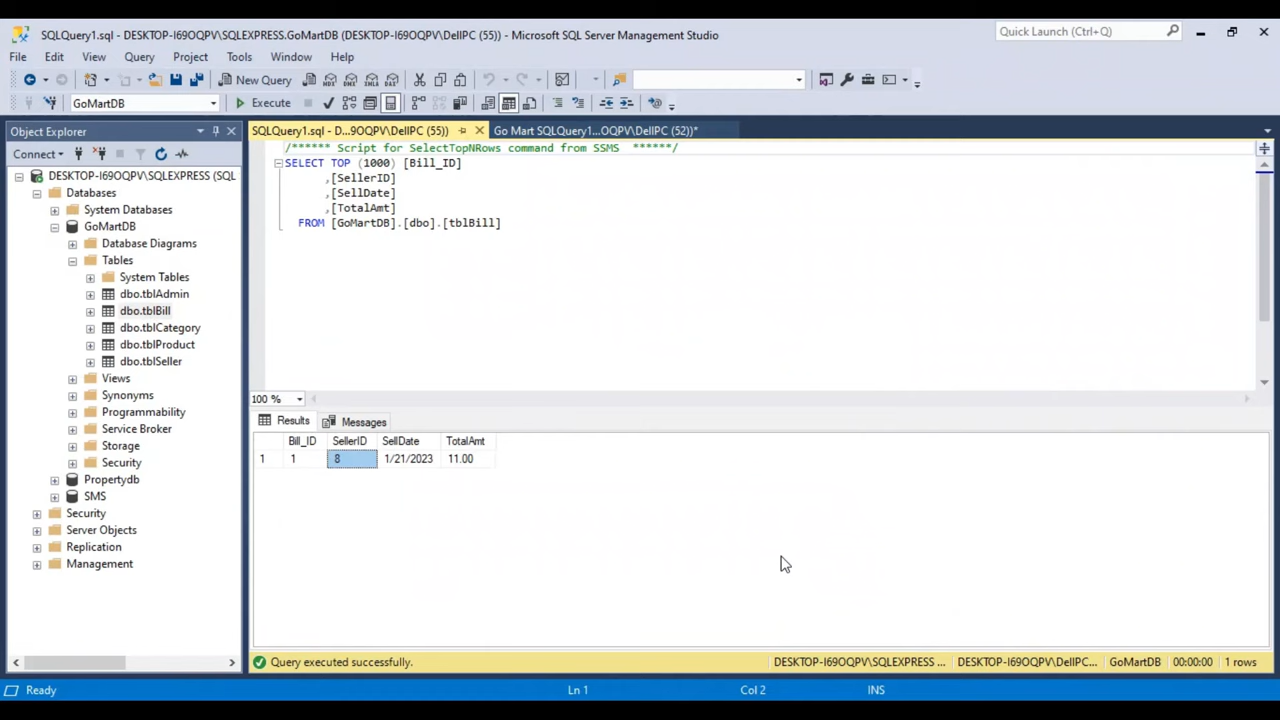 SQLQuery1.sql - DESKTOP-I69OQPV\SQLEXPRESS.GoMartDB (DESKTOP-I69OQPV\DellPC (55)) - Microsoft SQL Server Management Studio
Quick Launch (Ctrl+Q)
File Edit View Query Project Tools Window Help
New Query
MDX DMX XMLA DAX
GoMartDB
Execute
Object Explorer
SQLQuery1.sql - D...9OQPV\DellPC (55))
Go Mart SQLQuery1...OQPV\DellPC (52))*
Connect
DESKTOP-I69OQPV\SQLEXPRESS (SQL
Databases
System Databases
GoMartDB
Database Diagrams
Tables
System Tables
dbo.tblAdmin
dbo.tblBill
dbo.tblCategory
dbo.tblProduct
dbo.tblSeller
Views
Synonyms
Programmability
Service Broker
Storage
Security
Propertydb
SMS
Security
Server Objects
Replication
Management
/****** Script for SelectTopNRows command from SSMS ******/
SELECT TOP (1000) [Bill_ID]
,[SellerID]
,[SellDate]
,[TotalAmt]
FROM [GoMartDB].[dbo].[tblBill]
100 %
Results Messages
Bill_ID SellerID SellDate TotalAmt
1 1 8 1/21/2023 11.00
Query executed successfully.
DESKTOP-I69OQPV\SQLEXPRESS ... DESKTOP-I69OQPV\DellPC... GoMartDB 00:00:00 1 rows
Ready Ln 1 Col 2 INS